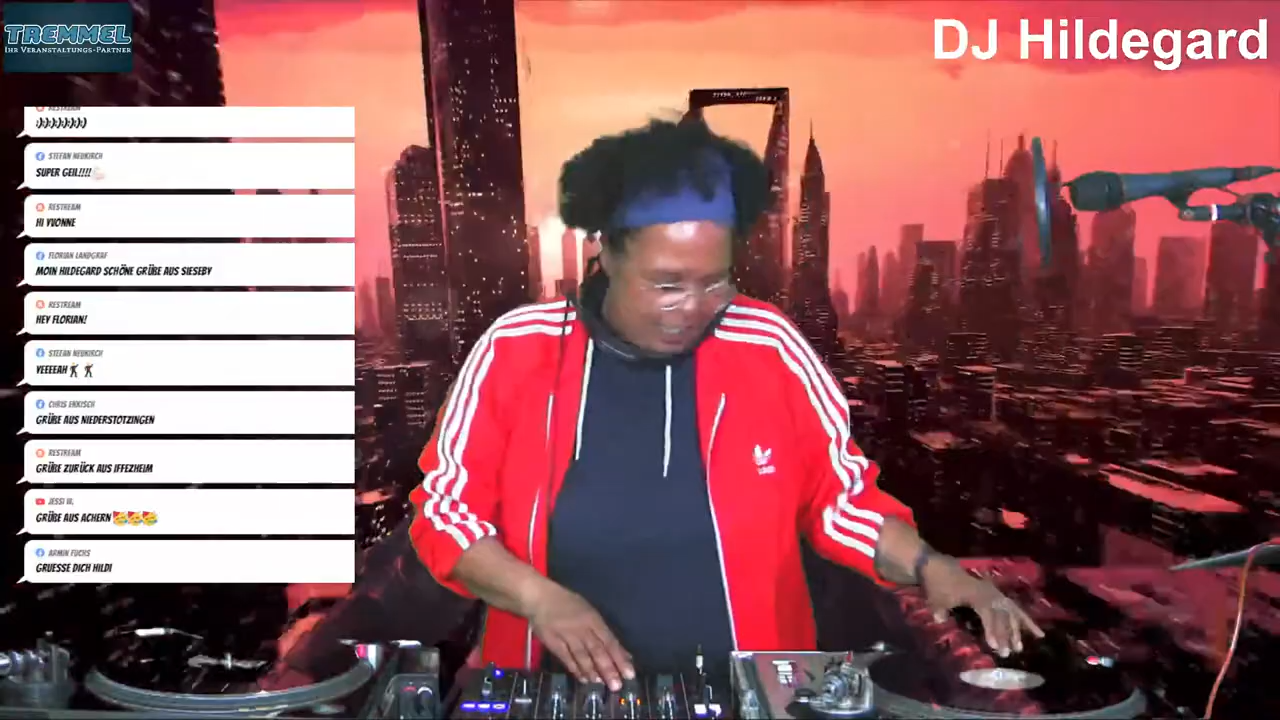 TREMMEL
IHR VERANSTALTUNGS-PARTNER
DJ Hildegard
RESTREAM
:)))))))))
STEFAN NEUKIRCH
SUPER GEIL!!!!💪🏻
RESTREAM
HI YVONNE
FLORIAN LANDGRAF
MOIN HILDEGARD SCHÖNE GRÜßE AUS SIESEBY
RESTREAM
HEY FLORIAN!
STEFAN NEUKIRCH
YEEEEAH🕺🕺
CHRIS ENKISCH
GRÜßE AUS NIEDERSTOTZINGEN
RESTREAM
GRÜßE ZURÜCK AUS IFFEZHEIM
JESSI W.
GRÜßE AUS ACHERN 🥳🥳🥳
ARMIN FUCHS
GRUESSE DICH HILDI